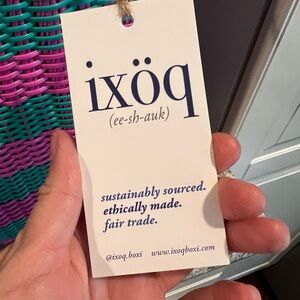 ixöq
(ee-sh-auk)
sustainably sourced.
ethically made.
fair trade.
@ixoq.boxi www.ixoqboxi.com